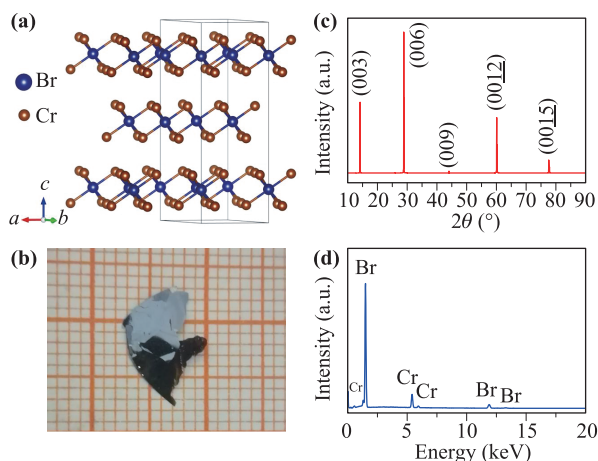 (a)
Br
Cr
c
a
b
(b)
(c)
Intensity (a.u.)
(003)
(006)
(009)
(0012)
(0015)
10 20 30 40 50 60 70 80 90
2θ (°)
(d)
Intensity (a.u.)
Br
Cr
Cr
Cr
Br
Br
0 5 10 15 20
Energy (keV)